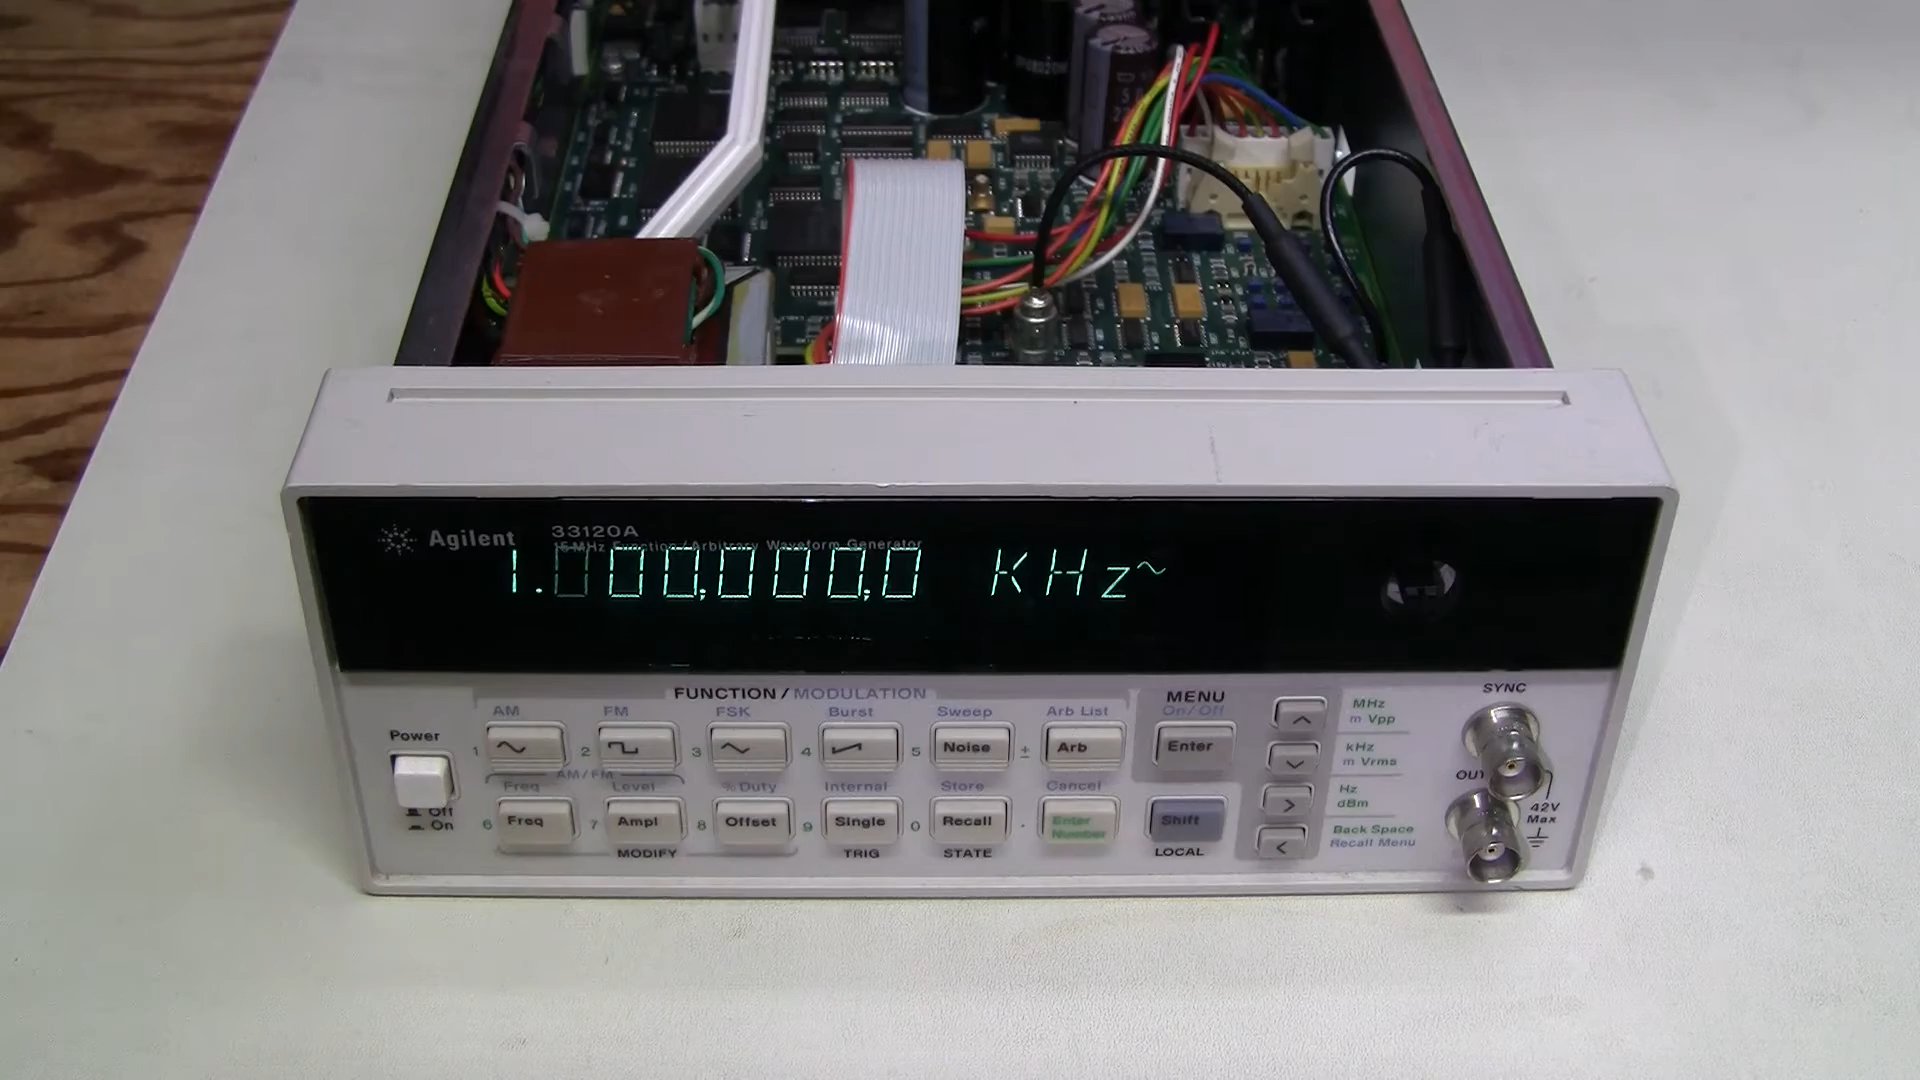 Agilent 33120A
15 MHz Function / Arbitrary Waveform Generator
1.000,000,0 KHz~
FUNCTION / MODULATION
AM FM FSK Burst Sweep Arb List
MENU
On/Off
SYNC
Power
1 2 3 4 5 Noise ± Arb Enter
MHz
m Vpp
kHz
m Vrms
AM/FM
Freq Level % Duty Internal Store Cancel
OUT
Off
On
6 Freq 7 Ampl 8 Offset 9 Single 0 Recall . Enter Number Shift
Hz
dBm
42V
Max
Back Space
Recall Menu
MODIFY TRIG STATE LOCAL